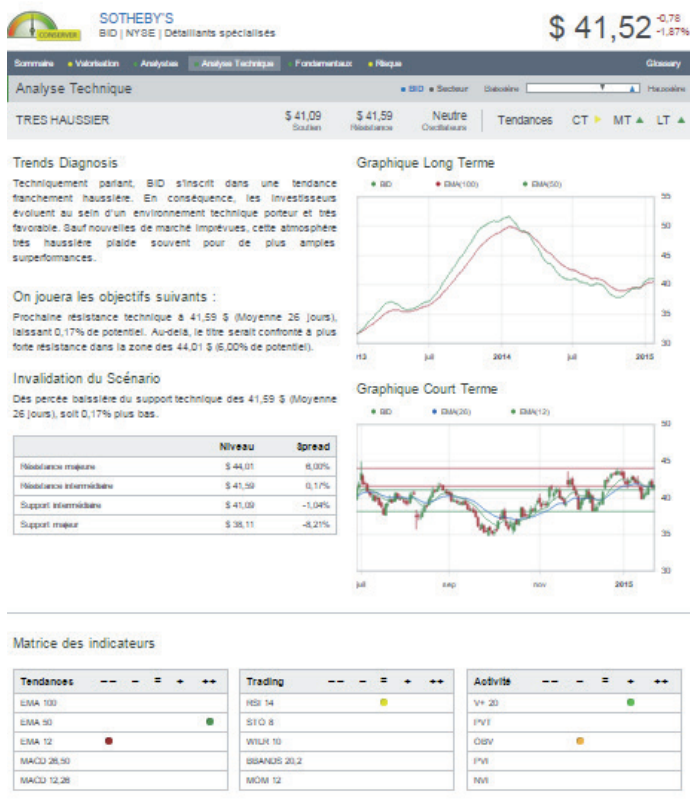 CONSERVER
SOTHEBY'S
BID | NYSE | Détaillants spécialisés
$ 41,52 -0,78
-1,87%
Sommaire Valorisation Analystes Analyse Technique Fondamentaux Risque Glossary
Analyse Technique BID Secteur Baissière Haussière
TRES HAUSSIER $ 41,09 $ 41,59 Neutre Tendances CT MT LT
Soutien Résistance Oscillateurs
Trends Diagnosis
Techniquement parlant, BID s'inscrit dans une tendance
franchement haussière. En conséquence, les investisseurs
évoluent au sein d'un environnement technique porteur et très
favorable. Sauf nouvelles de marché imprévues, cette atmosphère
très haussière plaide souvent pour de plus amples
surperformances.
On jouera les objectifs suivants :
Prochaine résistance technique à 41,59 $ (Moyenne 26 jours),
laissant 0,17% de potentiel. Au-delà, le titre serait confronté à plus
forte résistance dans la zone des 44,01 $ (6,00% de potentiel).
Invalidation du Scénario
Dès percée baissière du support technique des 41,59 $ (Moyenne
26 jours), soit 0,17% plus bas.
Niveau Spread
Résistance majeure $ 44,01 6,00%
Résistance intermédiaire $ 41,59 0,17%
Support intermédiaire $ 41,09 -1,04%
Support majeur $ 38,11 -8,21%
Graphique Long Terme
BID EMA(100) EMA(50)
55
50
45
40
35
30
'13 juil 2014 juil 2015
Graphique Court Terme
BID EMA(26) EMA(12)
50
45
40
35
30
juil sep nov 2015
Matrice des indicateurs
Tendances -- - = + ++
EMA 100
EMA 50
EMA 12
MACD 26,50
MACD 12,26
Trading -- - = + ++
RSI 14
STO 8
WILR 10
BBANDS 20,2
MOM 12
Activité -- - = + ++
V+ 20
PVT
OBV
PVI
NVI